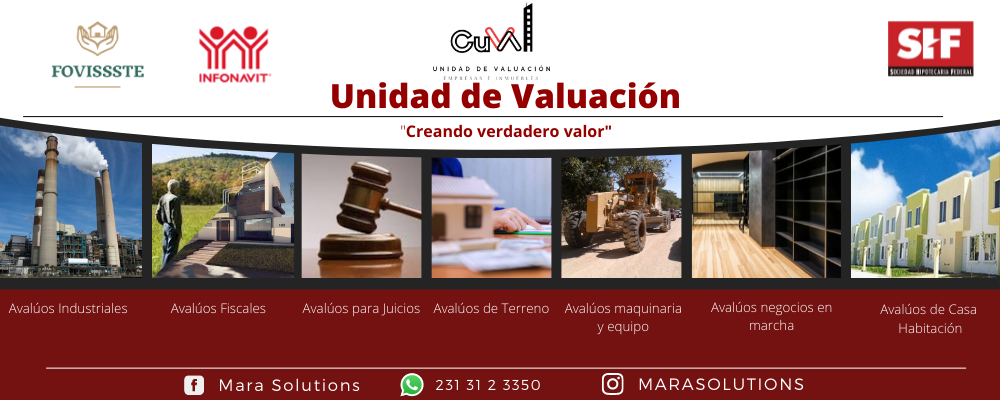 FOVISSSTE
INFONAVIT
CuVal
UNIDAD DE VALUACIÓN
EMPRESAS E INMUEBLES
SHF
SOCIEDAD HIPOTECARIA FEDERAL
Unidad de Valuación
"Creando verdadero valor"
Avalúos Industriales
Avalúos Fiscales
Avalúos para Juicios
Avalúos de Terreno
Avalúos maquinaria
y equipo
Avalúos negocios en
marcha
Avalúos de Casa
Habitación
Mara Solutions
231 31 2 3350
MARASOLUTIONS